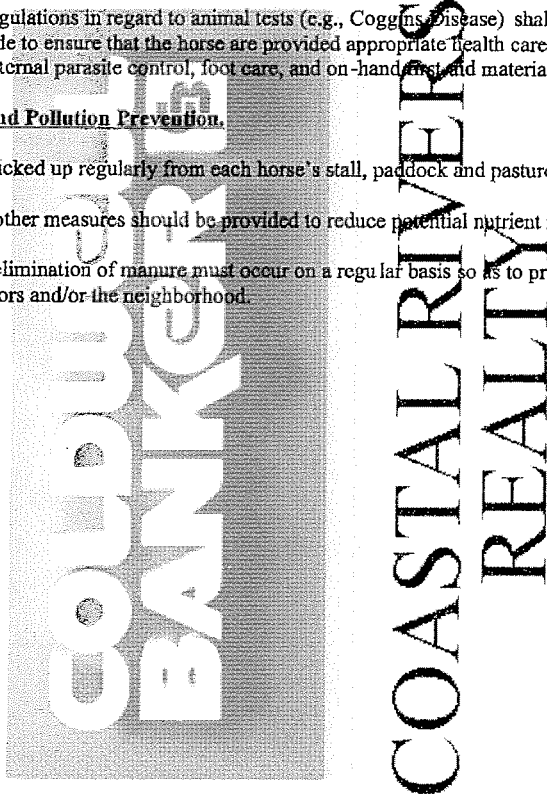 gulations in regard to animal tests (e.g., Coggins Disease) shal
de to ensure that the horse are provided appropriate health care
ternal parasite control, foot care, and on-hand first aid materia
nd Pollution Prevention.
icked up regularly from each horse's stall, paddock and pasture
other measures should be provided to reduce potential nutrient
elimination of manure must occur on a regular basis so as to pr
ors and/or the neighborhood.
COLDWELL
BANKER
COASTAL RIVERS
REALTY